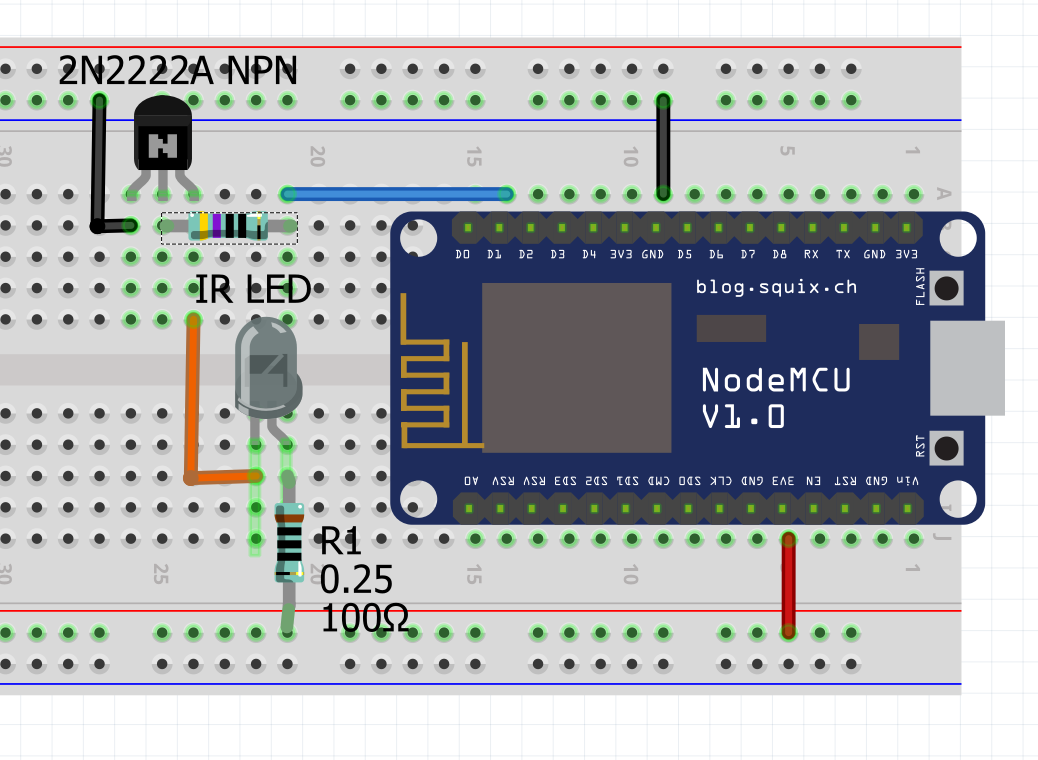 2N2222A NPN
30
20
15
10
5
1
A
D0 D1 D2 D3 D4 3V3 GND D5 D6 D7 D8 RX TX GND 3V3
IR LED
blog.squix.ch
FLASH
NodeMCU
V1.0
RST
A0 RSV RSV SD3 SD2 SD1 CMD SD0 CLK GND 3V3 EN RST GND Vin
R1
0.25
100Ω
J
30
25
20
15
10
1